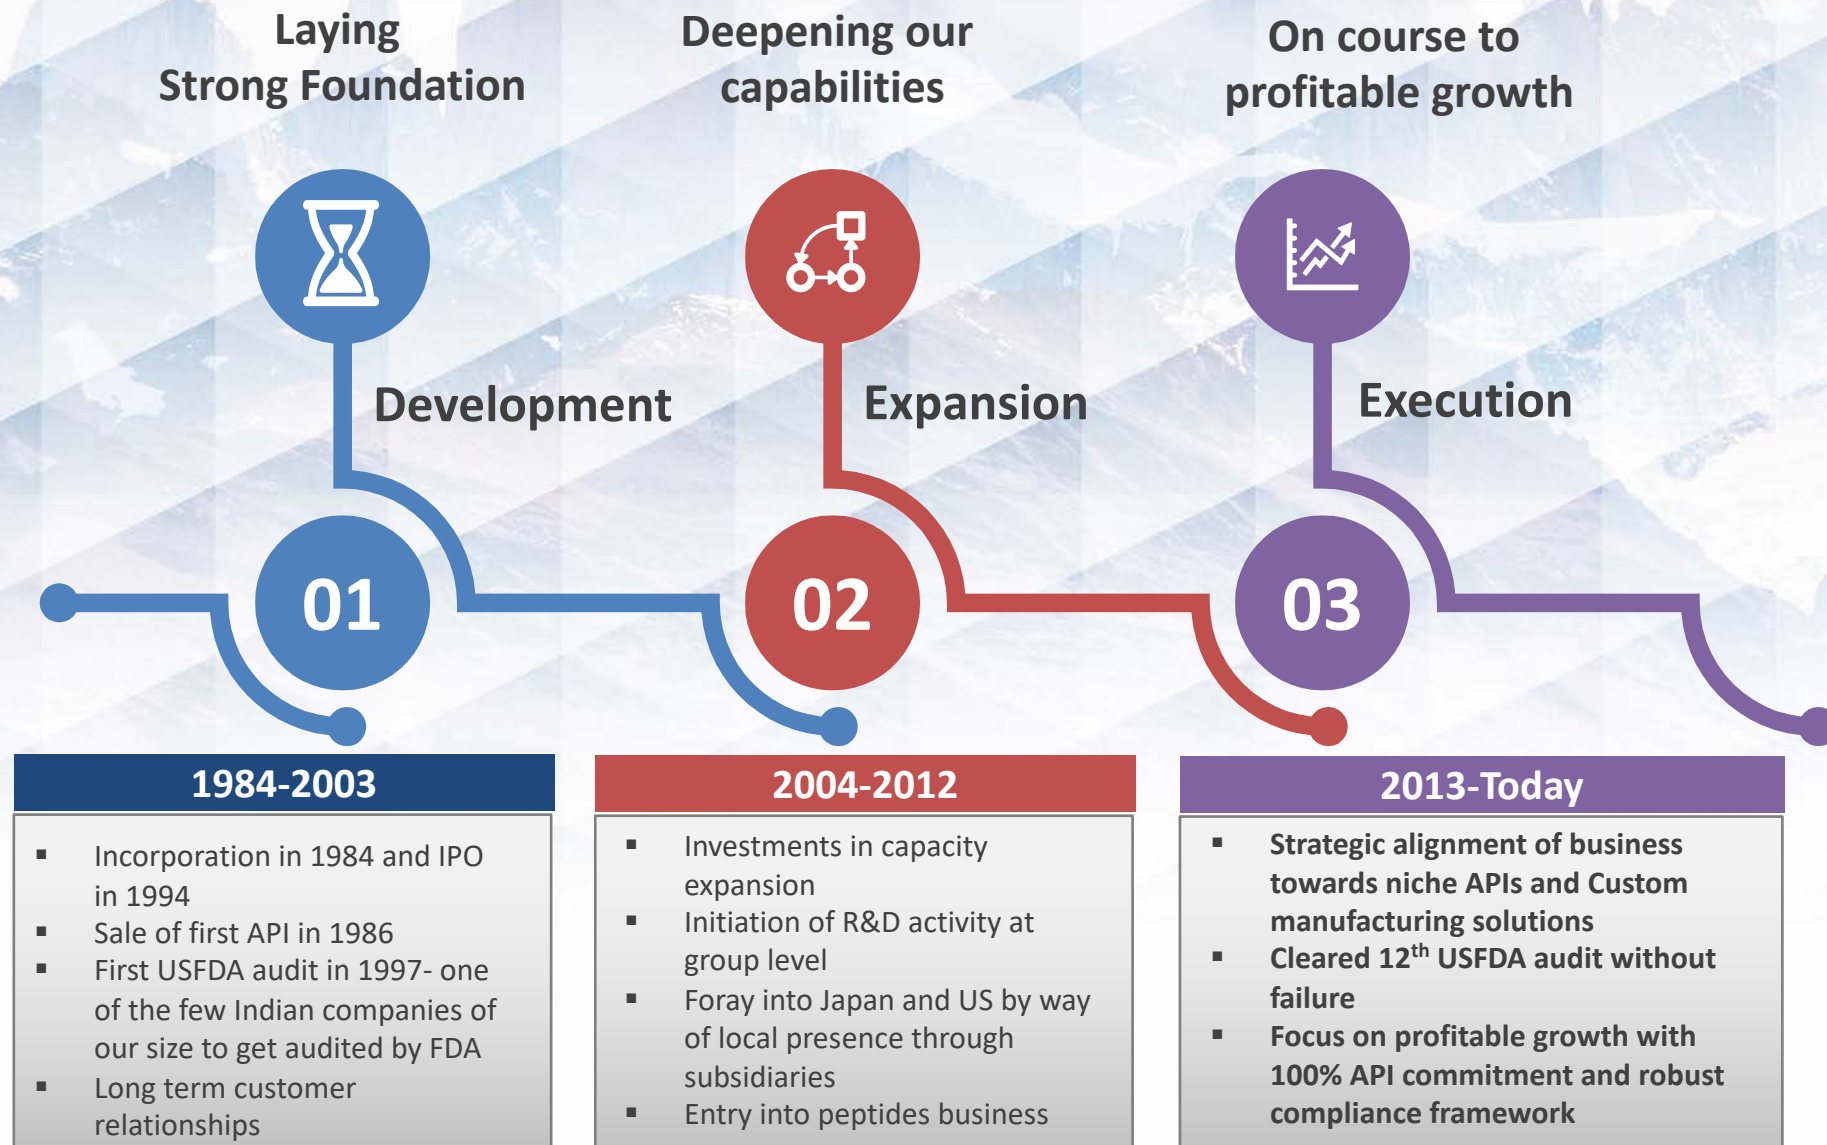 Laying
Strong Foundation
Deepening our
capabilities
On course to
profitable growth
Development
Expansion
Execution
01
02
03
1984-2003
▪ Incorporation in 1984 and IPO
in 1994
▪ Sale of first API in 1986
▪ First USFDA audit in 1997- one
of the few Indian companies of
our size to get audited by FDA
▪ Long term customer
relationships
2004-2012
▪ Investments in capacity
expansion
▪ Initiation of R&D activity at
group level
▪ Foray into Japan and US by way
of local presence through
subsidiaries
▪ Entry into peptides business
2013-Today
▪ Strategic alignment of business
towards niche APIs and Custom
manufacturing solutions
▪ Cleared 12th USFDA audit without
failure
▪ Focus on profitable growth with
100% API commitment and robust
compliance framework